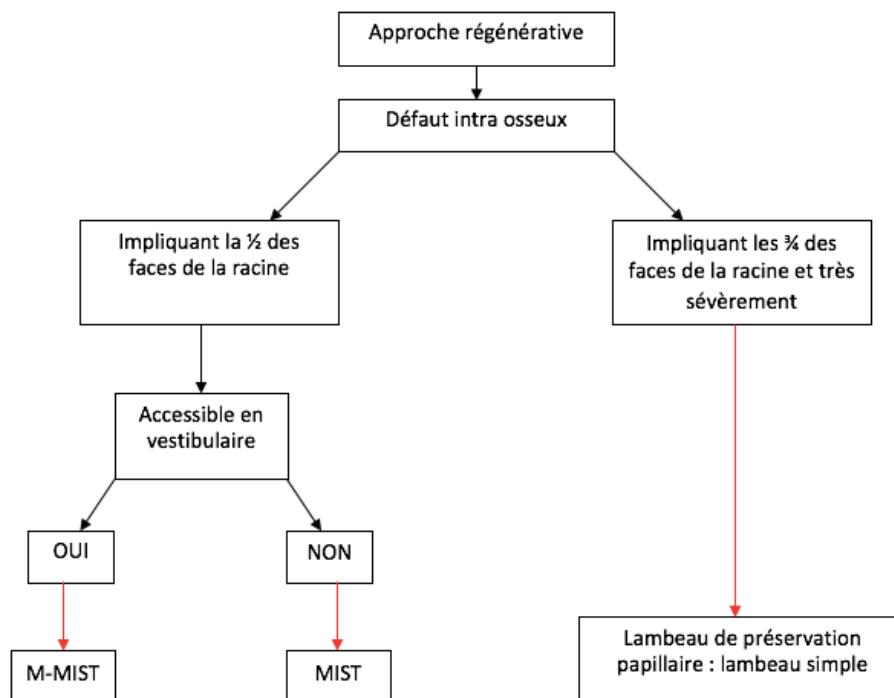 Approche régénérative
Défaut intra osseux
Impliquant la ½ des
faces de la racine
Impliquant les ¾ des
faces de la racine et très
sévèrement
Accessible en
vestibulaire
OUI
NON
M-MIST
MIST
Lambeau de préservation
papillaire : lambeau simple